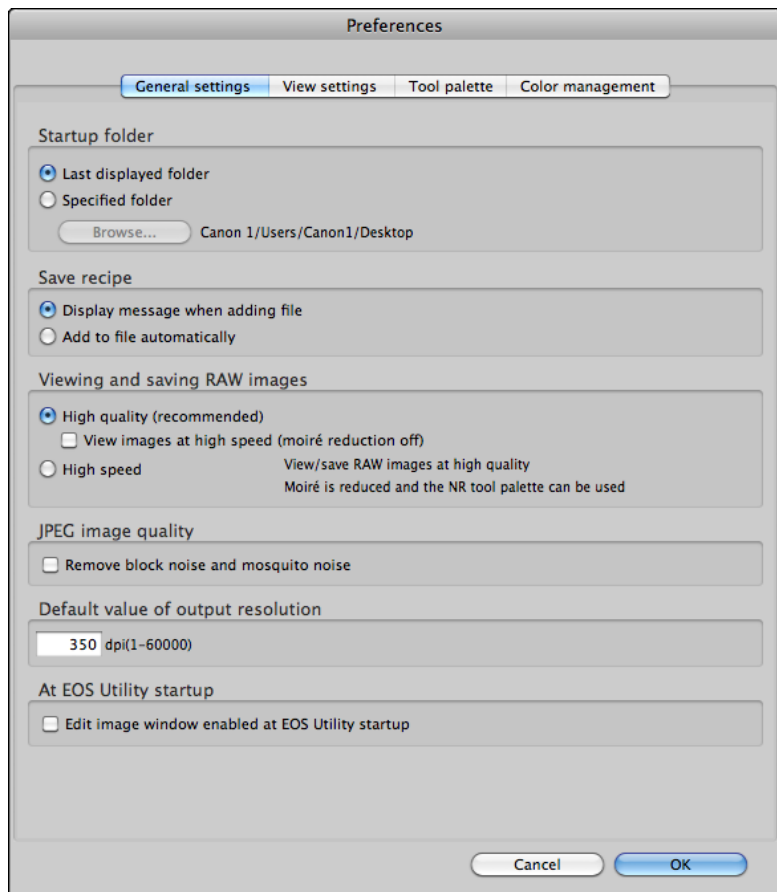 Preferences
General settings View settings Tool palette Color management
Startup folder
Last displayed folder
Specified folder
Browse... Canon 1/Users/Canon1/Desktop
Save recipe
Display message when adding file
Add to file automatically
Viewing and saving RAW images
High quality (recommended)
View images at high speed (moiré reduction off)
High speed
View/save RAW images at high quality
Moiré is reduced and the NR tool palette can be used
JPEG image quality
Remove block noise and mosquito noise
Default value of output resolution
350 dpi(1-60000)
At EOS Utility startup
Edit image window enabled at EOS Utility startup
Cancel OK